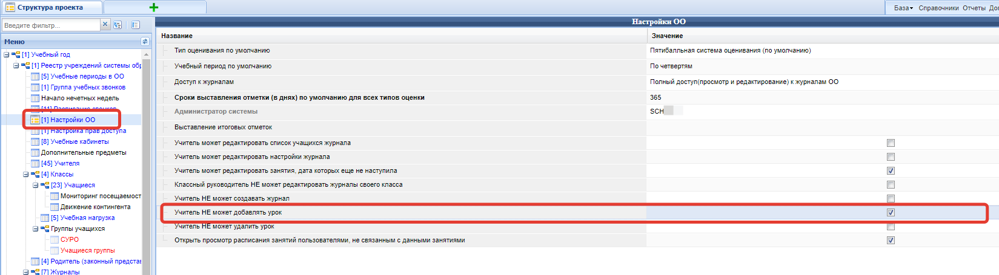 Структура проекта
База Справочники Отчеты
Введите фильтр...
Настройки ОО
Меню
Название Значение
[1] Учебный год
[1] Реестр учреждений системы обр
[5] Учебные периоды в ОО
[1] Группа учебных звонков
Начало нечетных недель
[11] Расписание звонков
[1] Настройки ОО
[1] Настройка прав доступа
[8] Учебные кабинеты
Дополнительные предметы
[45] Учителя
[4] Классы
[23] Учащиеся
Мониторинг посещаемост
Движение контингента
[5] Учебная нагрузка
Группы учащихся
СУРО
Учащиеся группы
[4] Родитель (законный представ
[7] Журналы
Тип оценивания по умолчанию Пятибалльная система оценивания (по умолчанию)
Учебный период по умолчанию По четвертям
Доступ к журналам Полный доступ(просмотр и редактирование) к журналам ОО
Сроки выставления отметки (в днях) по умолчанию для всех типов оценки 365
Администратор системы SCH
Выставление итоговых отметок
Учитель может редактировать список учащихся журнала
Учитель может редактировать настройки журнала
Учитель может редактировать занятия, дата которых еще не наступила
Классный руководитель НЕ может редактировать журналы своего класса
Учитель НЕ может создавать журнал
Учитель НЕ может добавлять урок
Учитель НЕ может удалить урок
Открыть просмотр расписания занятий пользователями, не связанным с данными занятиями